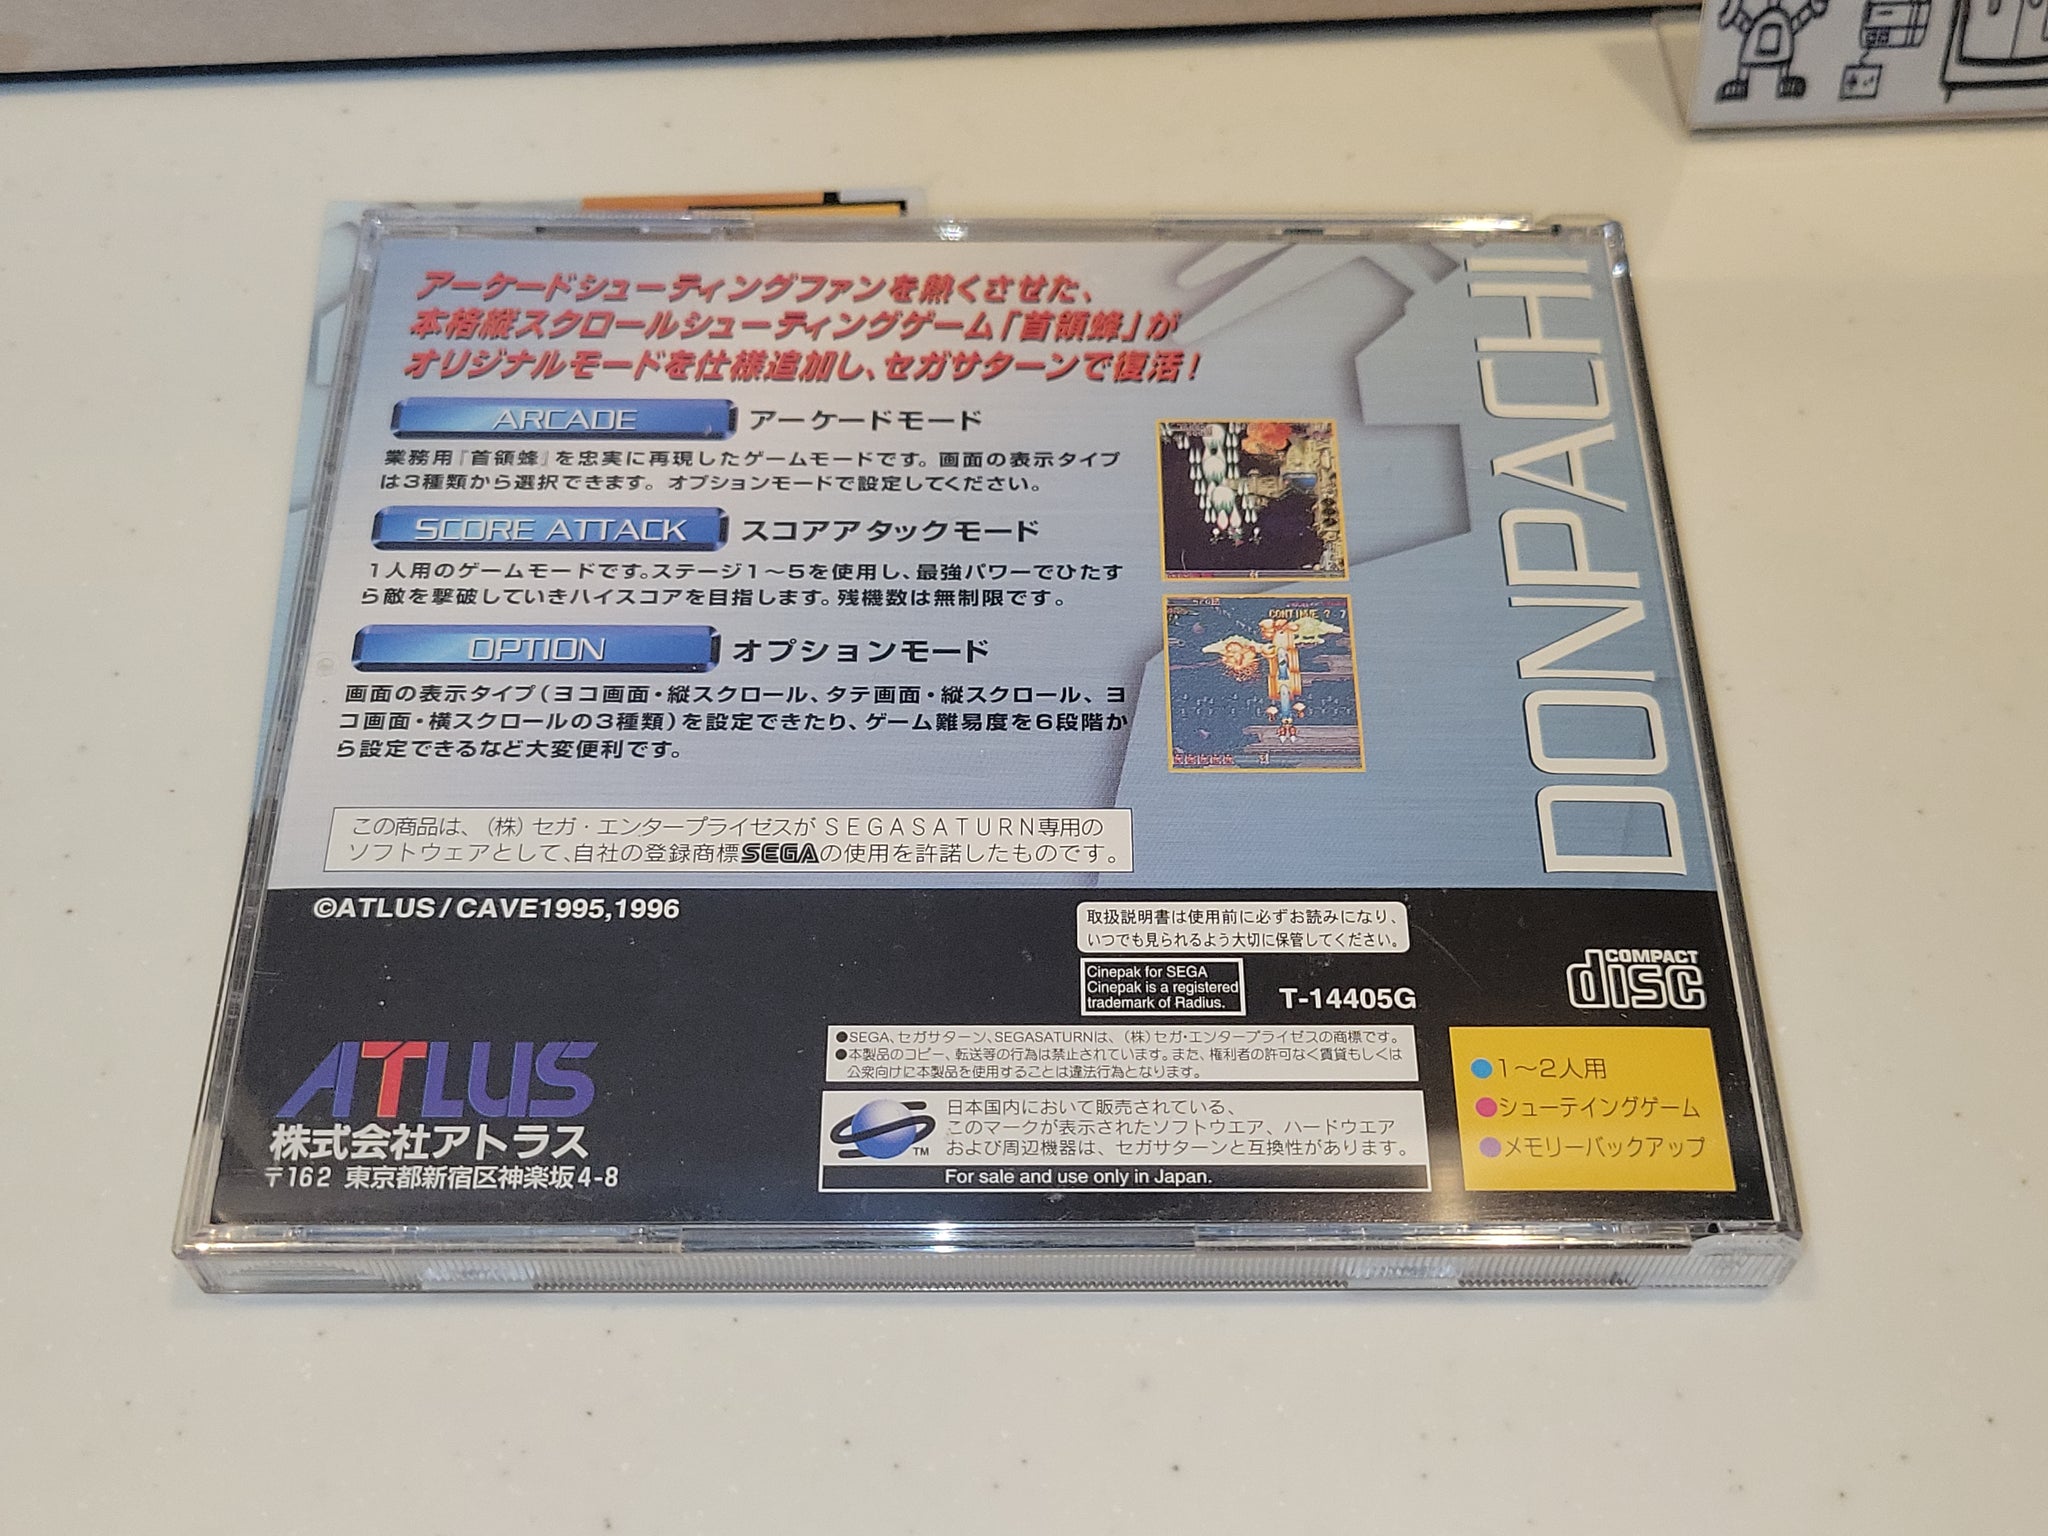 アーケードシューティングファンを熱くさせた、
本格縦スクロールシューティングゲーム「首領蜂」が
オリジナルモードを仕様追加し、セガサターンで復活！
ARCADE アーケードモード
業務用『首領蜂』を忠実に再現したゲームモードです。画面の表示タイプ
は3種類から選択できます。オプションモードで設定してください。
SCORE ATTACK スコアアタックモード
1人用のゲームモードです。ステージ1～5を使用し、最強パワーでひたす
ら敵を撃破していきハイスコアを目指します。残機数は無制限です。
OPTION オプションモード
画面の表示タイプ（ヨコ画面・縦スクロール、タテ画面・縦スクロール、ヨ
コ画面・横スクロールの3種類）を設定できたり、ゲーム難易度を6段階か
ら設定できるなど大変便利です。
CONTINUE ? 7
DONPACHI
この商品は、（株）セガ・エンタープライゼスがSEGASATURN専用の
ソフトウェアとして、自社の登録商標SEGAの使用を許諾したものです。
©ATLUS/CAVE1995,1996
取扱説明書は使用前に必ずお読みになり、
いつでも見られるよう大切に保管してください。
Cinepak for SEGA
Cinepak is a registered
trademark of Radius.
T-14405G
COMPACT
disc
ATLUS
株式会社アトラス
〒162 東京都新宿区神楽坂4-8
●SEGA、セガサターン、SEGASATURNは、（株）セガ・エンタープライゼスの商標です。
●本製品のコピー、転送等の行為は禁止されています。また、権利者の許可なく賃貸もしくは
公衆向けに本製品を使用することは違法行為となります。
日本国内において販売されている、
このマークが表示されたソフトウエア、ハードウエア
および周辺機器は、セガサターンと互換性があります。
TM
For sale and use only in Japan.
●1～2人用
●シューテイングゲーム
●メモリーバックアップ